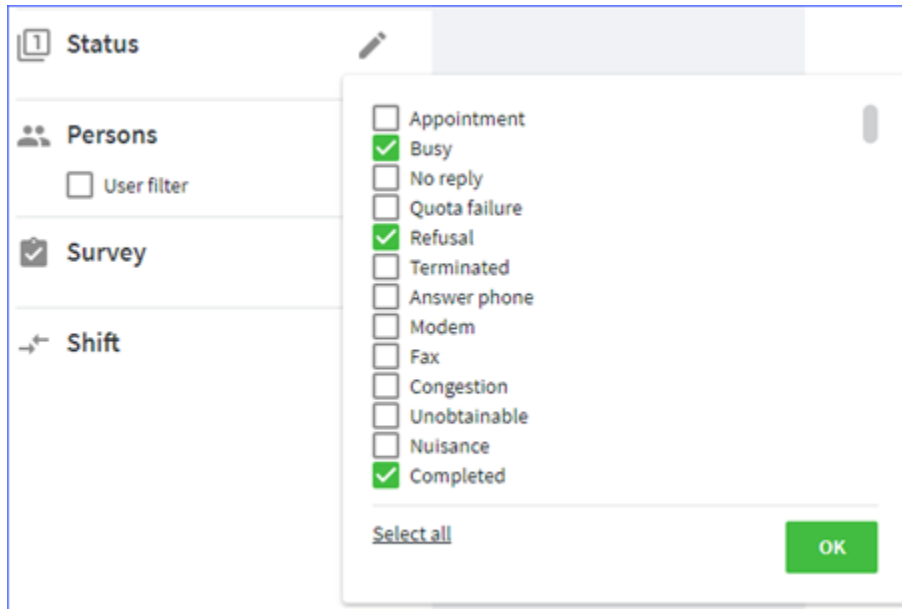 1 Status
Persons
User filter
Survey
Shift
Appointment
Busy
No reply
Quota failure
Refusal
Terminated
Answer phone
Modem
Fax
Congestion
Unobtainable
Nuisance
Completed
Select all
OK